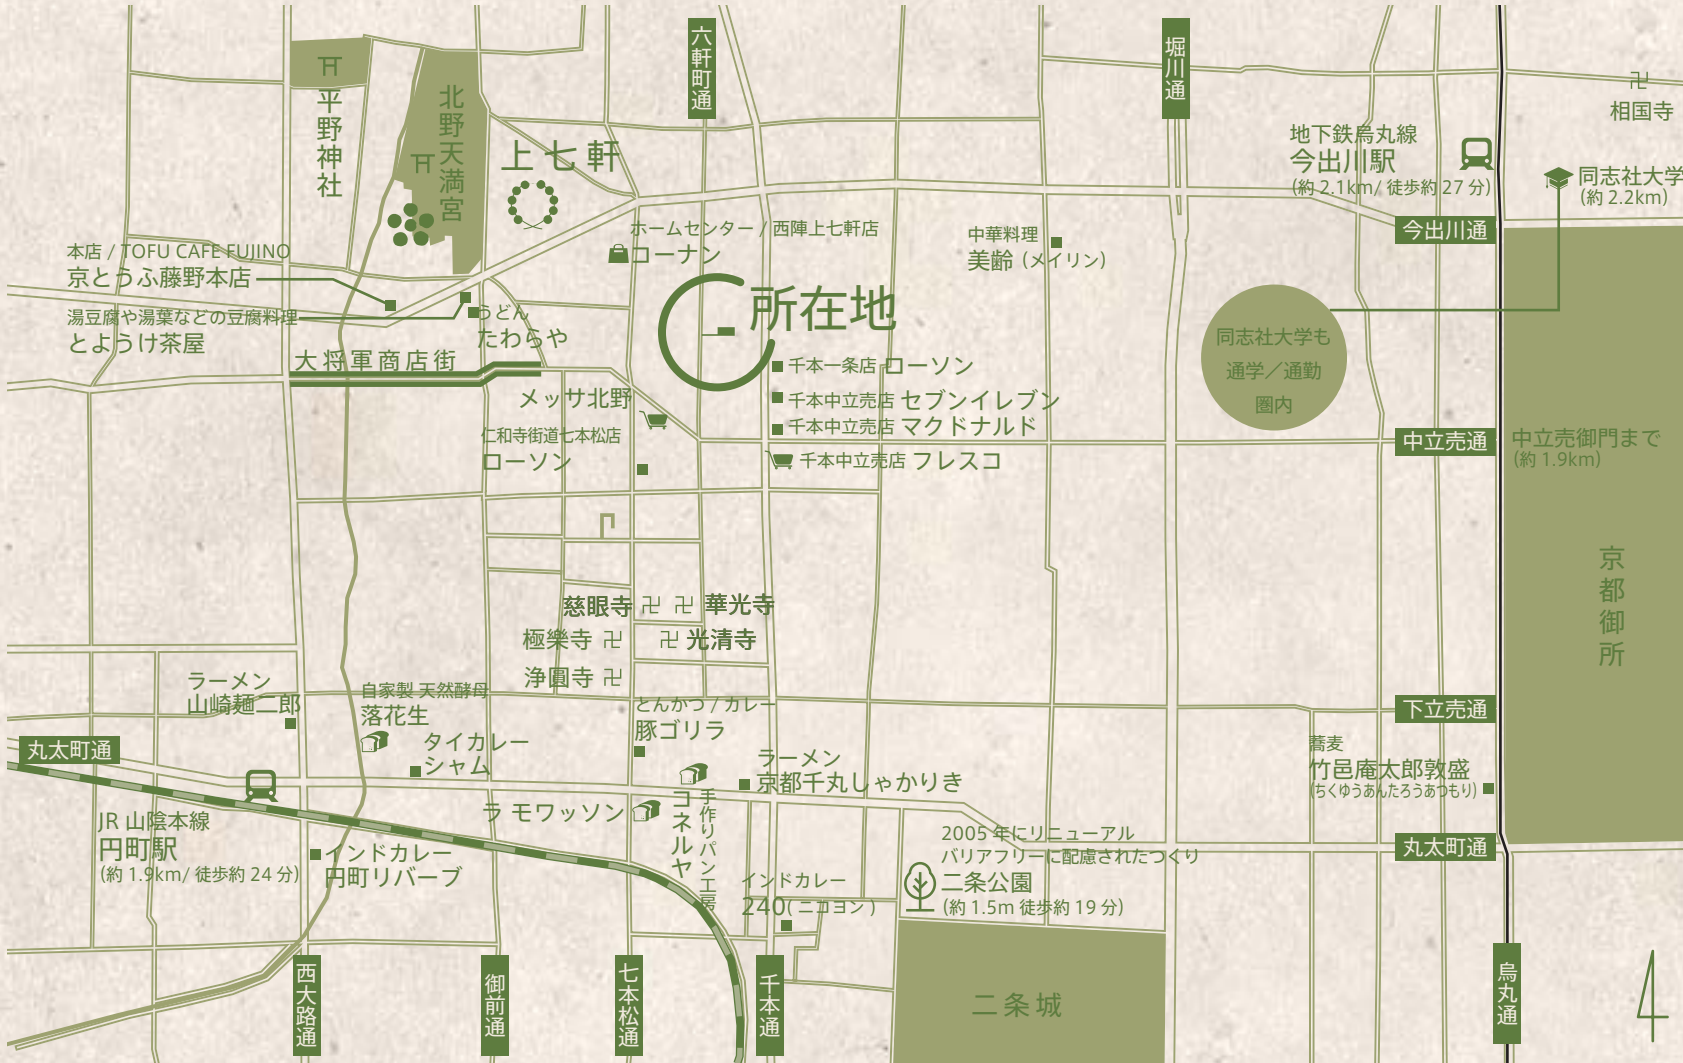 六軒町通
堀川通
平野神社
北野天満宮
上七軒
相国寺
地下鉄烏丸線
今出川駅
(約 2.1km/ 徒歩約 27 分)
同志社大学
(約 2.2km)
今出川通
本店 / TOFU CAFE FUJINO
京とうふ藤野本店
湯豆腐や湯葉などの豆腐料理
とようけ茶屋
うどん
たわらや
ホームセンター / 西陣上七軒店
コーナン
中華料理
美齢 (メイリン)
所在地
同志社大学も
通学／通勤
圏内
大将軍商店街
千本一条店 ローソン
千本中立売店 セブンイレブン
千本中立売店 マクドナルド
千本中立売店 フレスコ
メッサ北野
仁和寺街道七本松店
ローソン
中立売通
中立売御門まで
(約 1.9km)
京都御所
慈眼寺
華光寺
極樂寺
光清寺
浄圓寺
ラーメン
山崎麺二郎
自家製 天然酵母
落花生
とんかつ / カレー
豚ゴリラ
下立売通
丸太町通
タイカレー
シャム
ラーメン
京都千丸しゃかりき
蕎麦
竹邑庵太郎敦盛
(ちくゆうあんたろうあつもり)
ラ モワッソン
手作りパン工房
コネルヤ
JR 山陰本線
円町駅
(約 1.9km/ 徒歩約 24 分)
インドカレー
円町リバーブ
インドカレー
240( ニコヨン )
2005 年にリニューアル
バリアフリーに配慮されたつくり
二条公園
(約 1.5m 徒歩約 19 分)
丸太町通
二条城
西大路通
御前通
七本松通
千本通
烏丸通